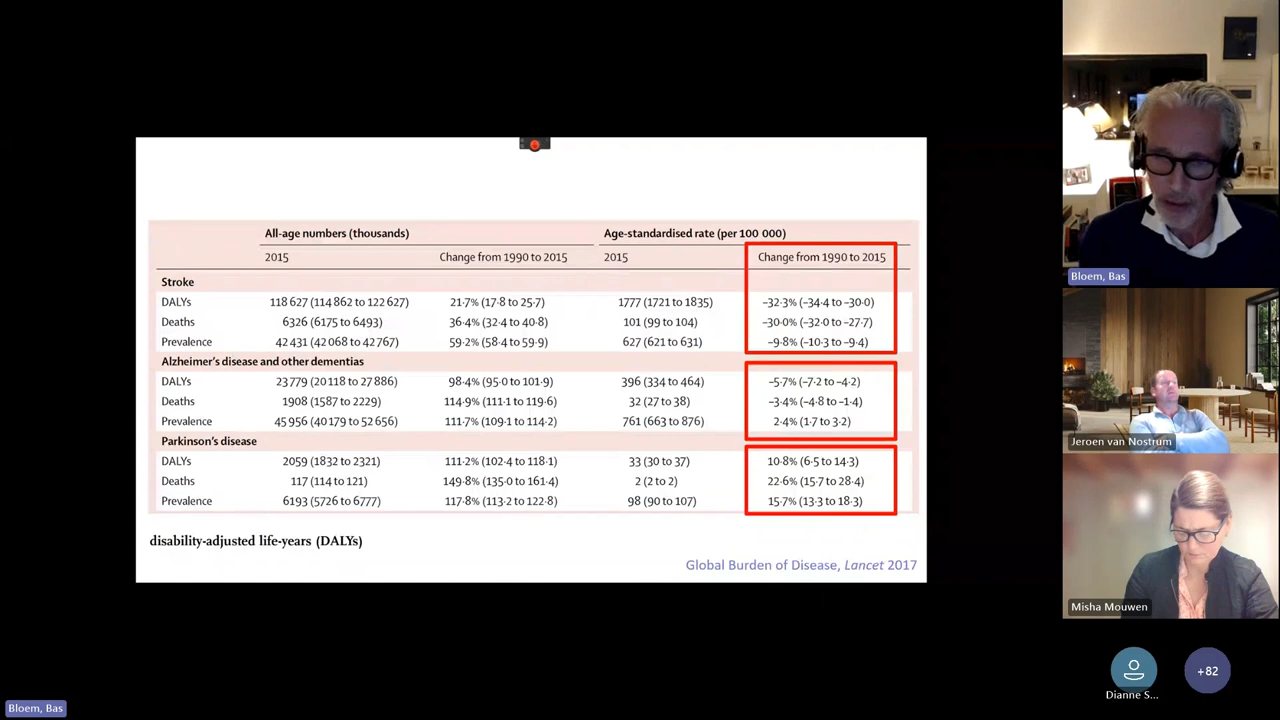 All-age numbers (thousands) Age-standardised rate (per 100 000)
2015 Change from 1990 to 2015 2015 Change from 1990 to 2015
Stroke
DALYs 118 627 (114 862 to 122 627) 21·7% (17·8 to 25·7) 1777 (1721 to 1835) –32·3% (–34·4 to –30·0)
Deaths 6326 (6175 to 6493) 36·4% (32·4 to 40·8) 101 (99 to 104) –30·0% (–32·0 to –27·7)
Prevalence 42 431 (42 068 to 42 767) 59·2% (58·4 to 59·9) 627 (621 to 631) –9·8% (–10·3 to –9·4)
Alzheimer's disease and other dementias
DALYs 23 779 (20 118 to 27 886) 98·4% (95·0 to 101·9) 396 (334 to 464) –5·7% (–7·2 to –4·2)
Deaths 1908 (1587 to 2229) 114·9% (111·1 to 119·6) 32 (27 to 38) –3·4% (–4·8 to –1·4)
Prevalence 45 956 (40 179 to 52 656) 111·7% (109·1 to 114·2) 761 (663 to 876) 2·4% (1·7 to 3·2)
Parkinson's disease
DALYs 2059 (1832 to 2321) 111·2% (102·4 to 118·1) 33 (30 to 37) 10·8% (6·5 to 14·3)
Deaths 117 (114 to 121) 149·8% (135·0 to 161·4) 2 (2 to 2) 22·6% (15·7 to 28·4)
Prevalence 6193 (5726 to 6777) 117·8% (113·2 to 122·8) 98 (90 to 107) 15·7% (13·3 to 18·3)
disability-adjusted life-years (DALYs)
Global Burden of Disease, Lancet 2017
Bloem, Bas
Jeroen van Nostrum
Misha Mouwen
Dianne S...
+82
Bloem, Bas